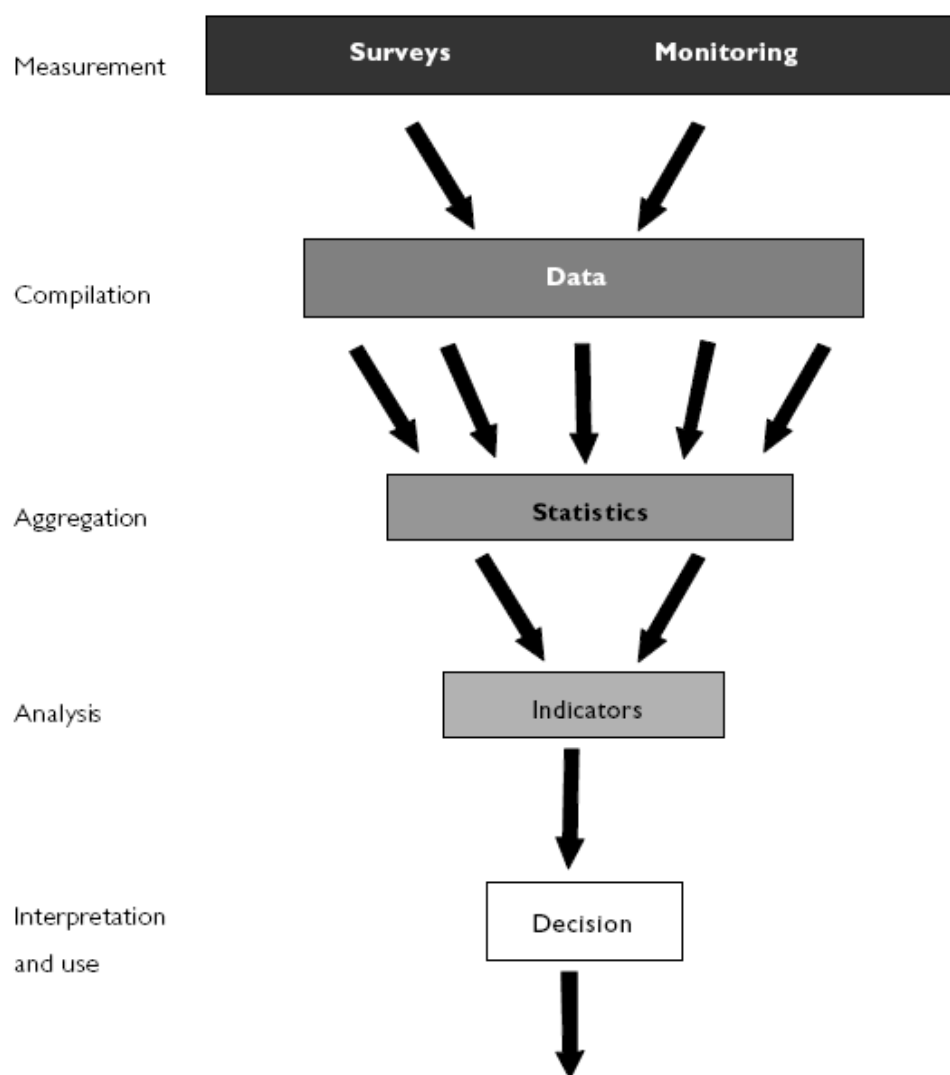 Measurement
Surveys Monitoring
Compilation
Data
Aggregation
Statistics
Analysis
Indicators
Interpretation
and use
Decision